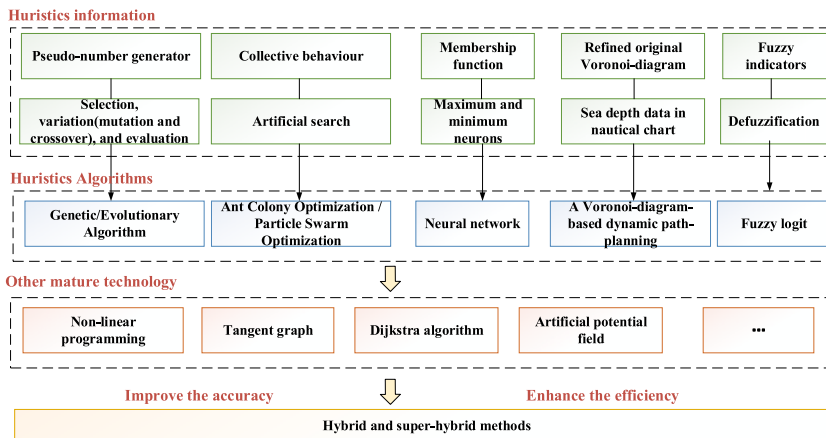 Huristics information
Pseudo-number generator
Collective behaviour
Membership
function
Refined original
Voronoi-diagram
Fuzzy
indicators
Selection,
variation(mutation and
crossover), and evaluation
Artificial search
Maximum and
minimum
neurons
Sea depth data in
nautical chart
Defuzzification
Huristics Algorithms
Genetic/Evolutionary
Algorithm
Ant Colony Optimization /
Particle Swarm
Optimization
Neural network
A Voronoi-diagram-
based dynamic path-
planning
Fuzzy logit
Other mature technology
Non-linear
programming
Tangent graph
Dijkstra algorithm
Artificial potential
field
...
Improve the accuracy
Enhance the efficiency
Hybrid and super-hybrid methods